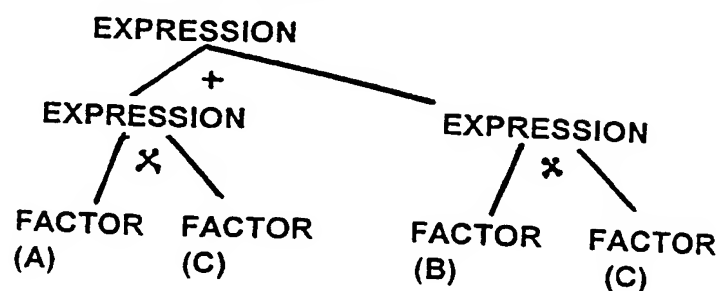 EXPRESSION
+
EXPRESSION EXPRESSION
× ×
FACTOR FACTOR FACTOR FACTOR
(A) (C) (B) (C)